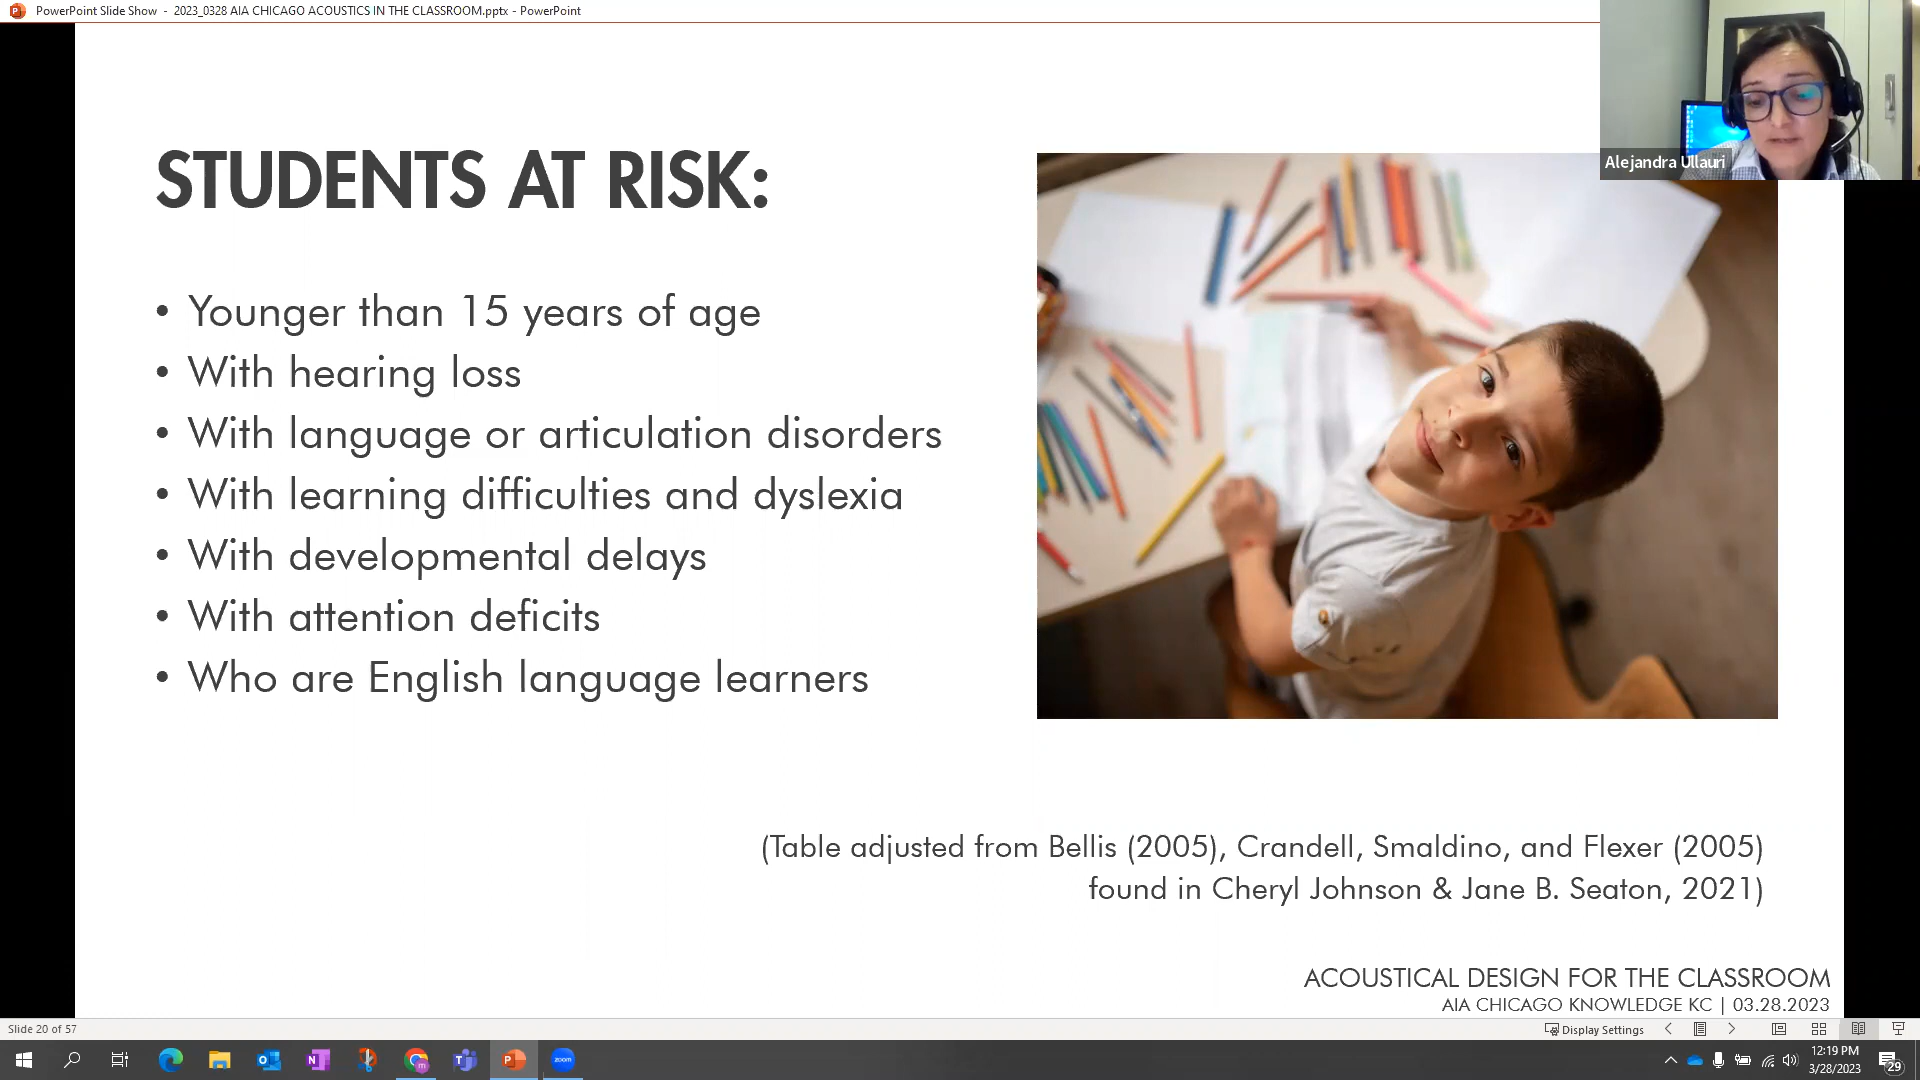 PowerPoint Slide Show - 2023_0328 AIA CHICAGO ACOUSTICS IN THE CLASSROOM.pptx - PowerPoint
Alejandra Ullauri
STUDENTS AT RISK:
• Younger than 15 years of age
• With hearing loss
• With language or articulation disorders
• With learning difficulties and dyslexia
• With developmental delays
• With attention deficits
• Who are English language learners
(Table adjusted from Bellis (2005), Crandell, Smaldino, and Flexer (2005)
found in Cheryl Johnson & Jane B. Seaton, 2021)
ACOUSTICAL DESIGN FOR THE CLASSROOM
AIA CHICAGO KNOWLEDGE KC | 03.28.2023
Slide 20 of 57
Display Settings
zoom
12:19 PM
3/28/2023
29